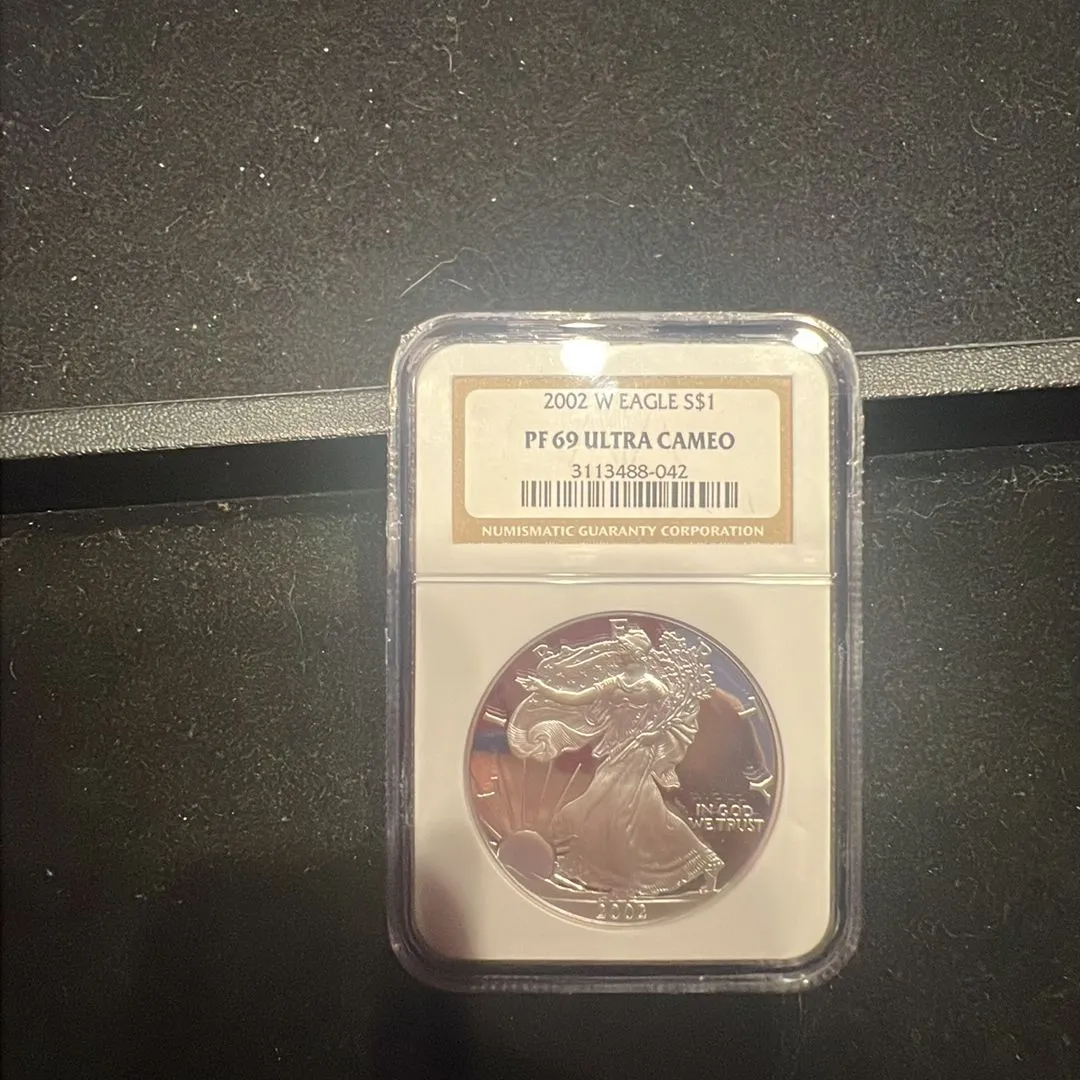 2002 W EAGLE S$1
PF 69 ULTRA CAMEO
3113488-042
NUMISMATIC GUARANTY CORPORATION
LIBERTY
IN GOD
WE TRUST
2002